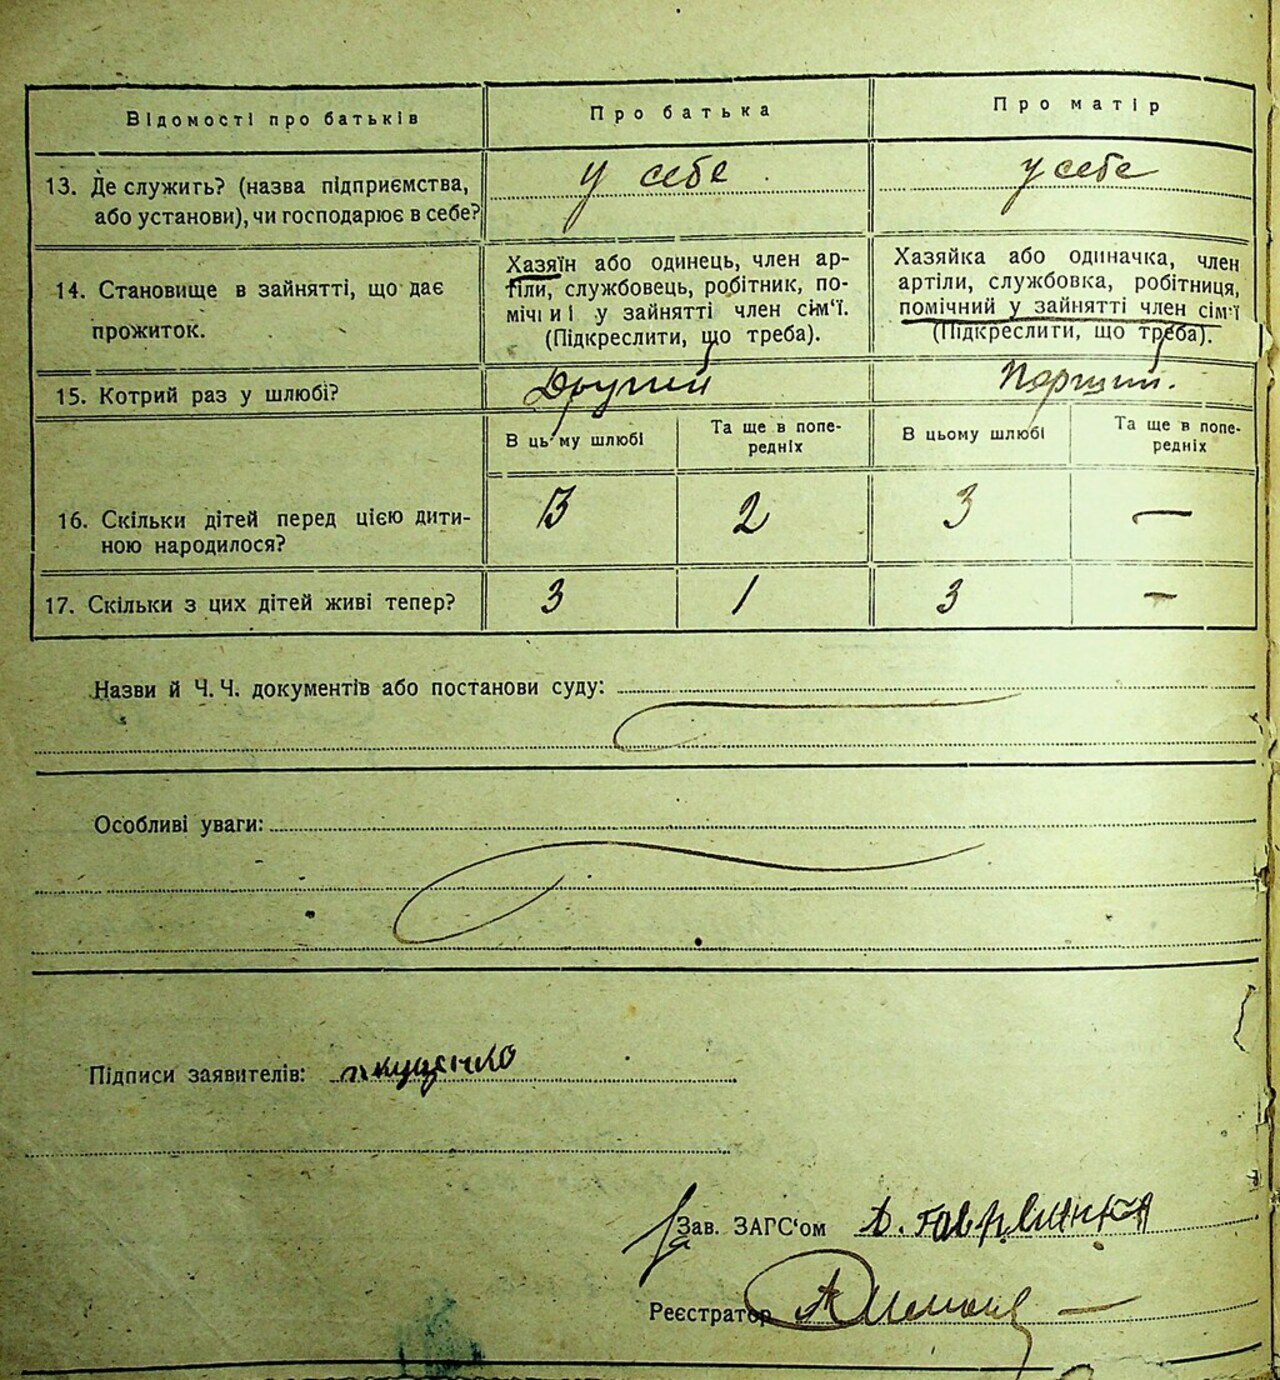 Відомості про батьків Про батька Про матір
13. Де служить? (назва підприємства, у себе у себе
або установи), чи господарює в себе?
14. Становище в зайнятті, що дає
прожиток.
Хазяїн або одинець, член ар-
тіли, службовець, робітник, по-
мічниї у зайнятті член сім'ї.
(Підкреслити, що треба).
Хазяйка або одиначка, член
артіли, службовка, робітниця,
помічний у зайнятті член сім'ї
(Підкреслити, що треба).
15. Котрий раз у шлюбі? Другий Перший.
В цьому шлюбі Та ще в попе-
редніх В цьому шлюбі Та ще в попе-
редніх
16. Скільки дітей перед цією дити-
ною народилося? 3 2 3 —
17. Скільки з цих дітей живі тепер? 3 1 3 —
Назви й Ч. Ч. документів або постанови суду:
Особливі уваги:
Підписи заявителів:
За Зав. ЗАГС'ом
Реєстратор